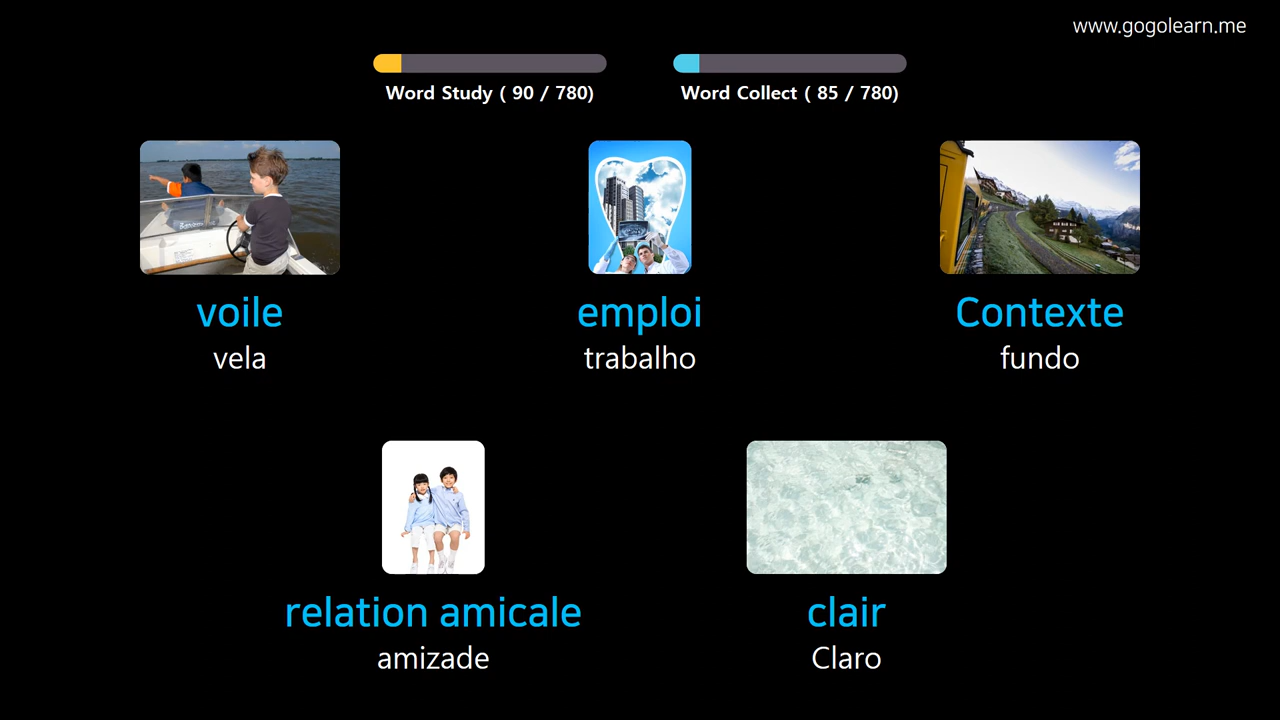 www.gogolearn.me
Word Study ( 90 / 780)
Word Collect ( 85 / 780)
voile
vela
emploi
trabalho
Contexte
fundo
relation amicale
amizade
clair
Claro